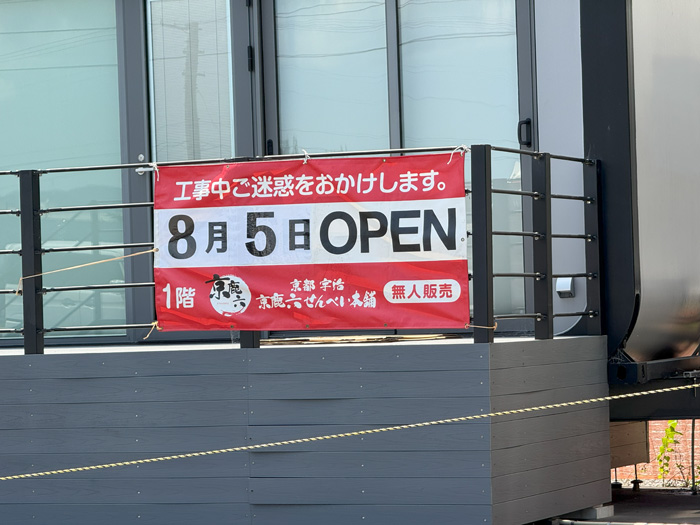 工事中ご迷惑をおかけします。
8月5日OPEN。
1階
京鹿六
京都 宇治
京鹿六せんべい本舗
無人販売